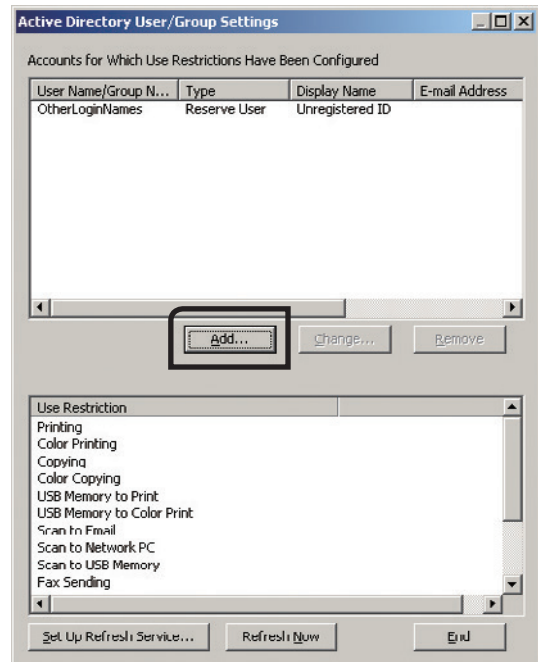 Active Directory User/Group Settings
Accounts for Which Use Restrictions Have Been Configured
User Name/Group N... Type Display Name E-mail Address
OtherLoginNames Reserve User Unregistered ID
Add... Change... Remove
Use Restriction
Printing
Color Printing
Copying
Color Copying
USB Memory to Print
USB Memory to Color Print
Scan to Email
Scan to Network PC
Scan to USB Memory
Fax Sending
Set Up Refresh Service... Refresh Now End